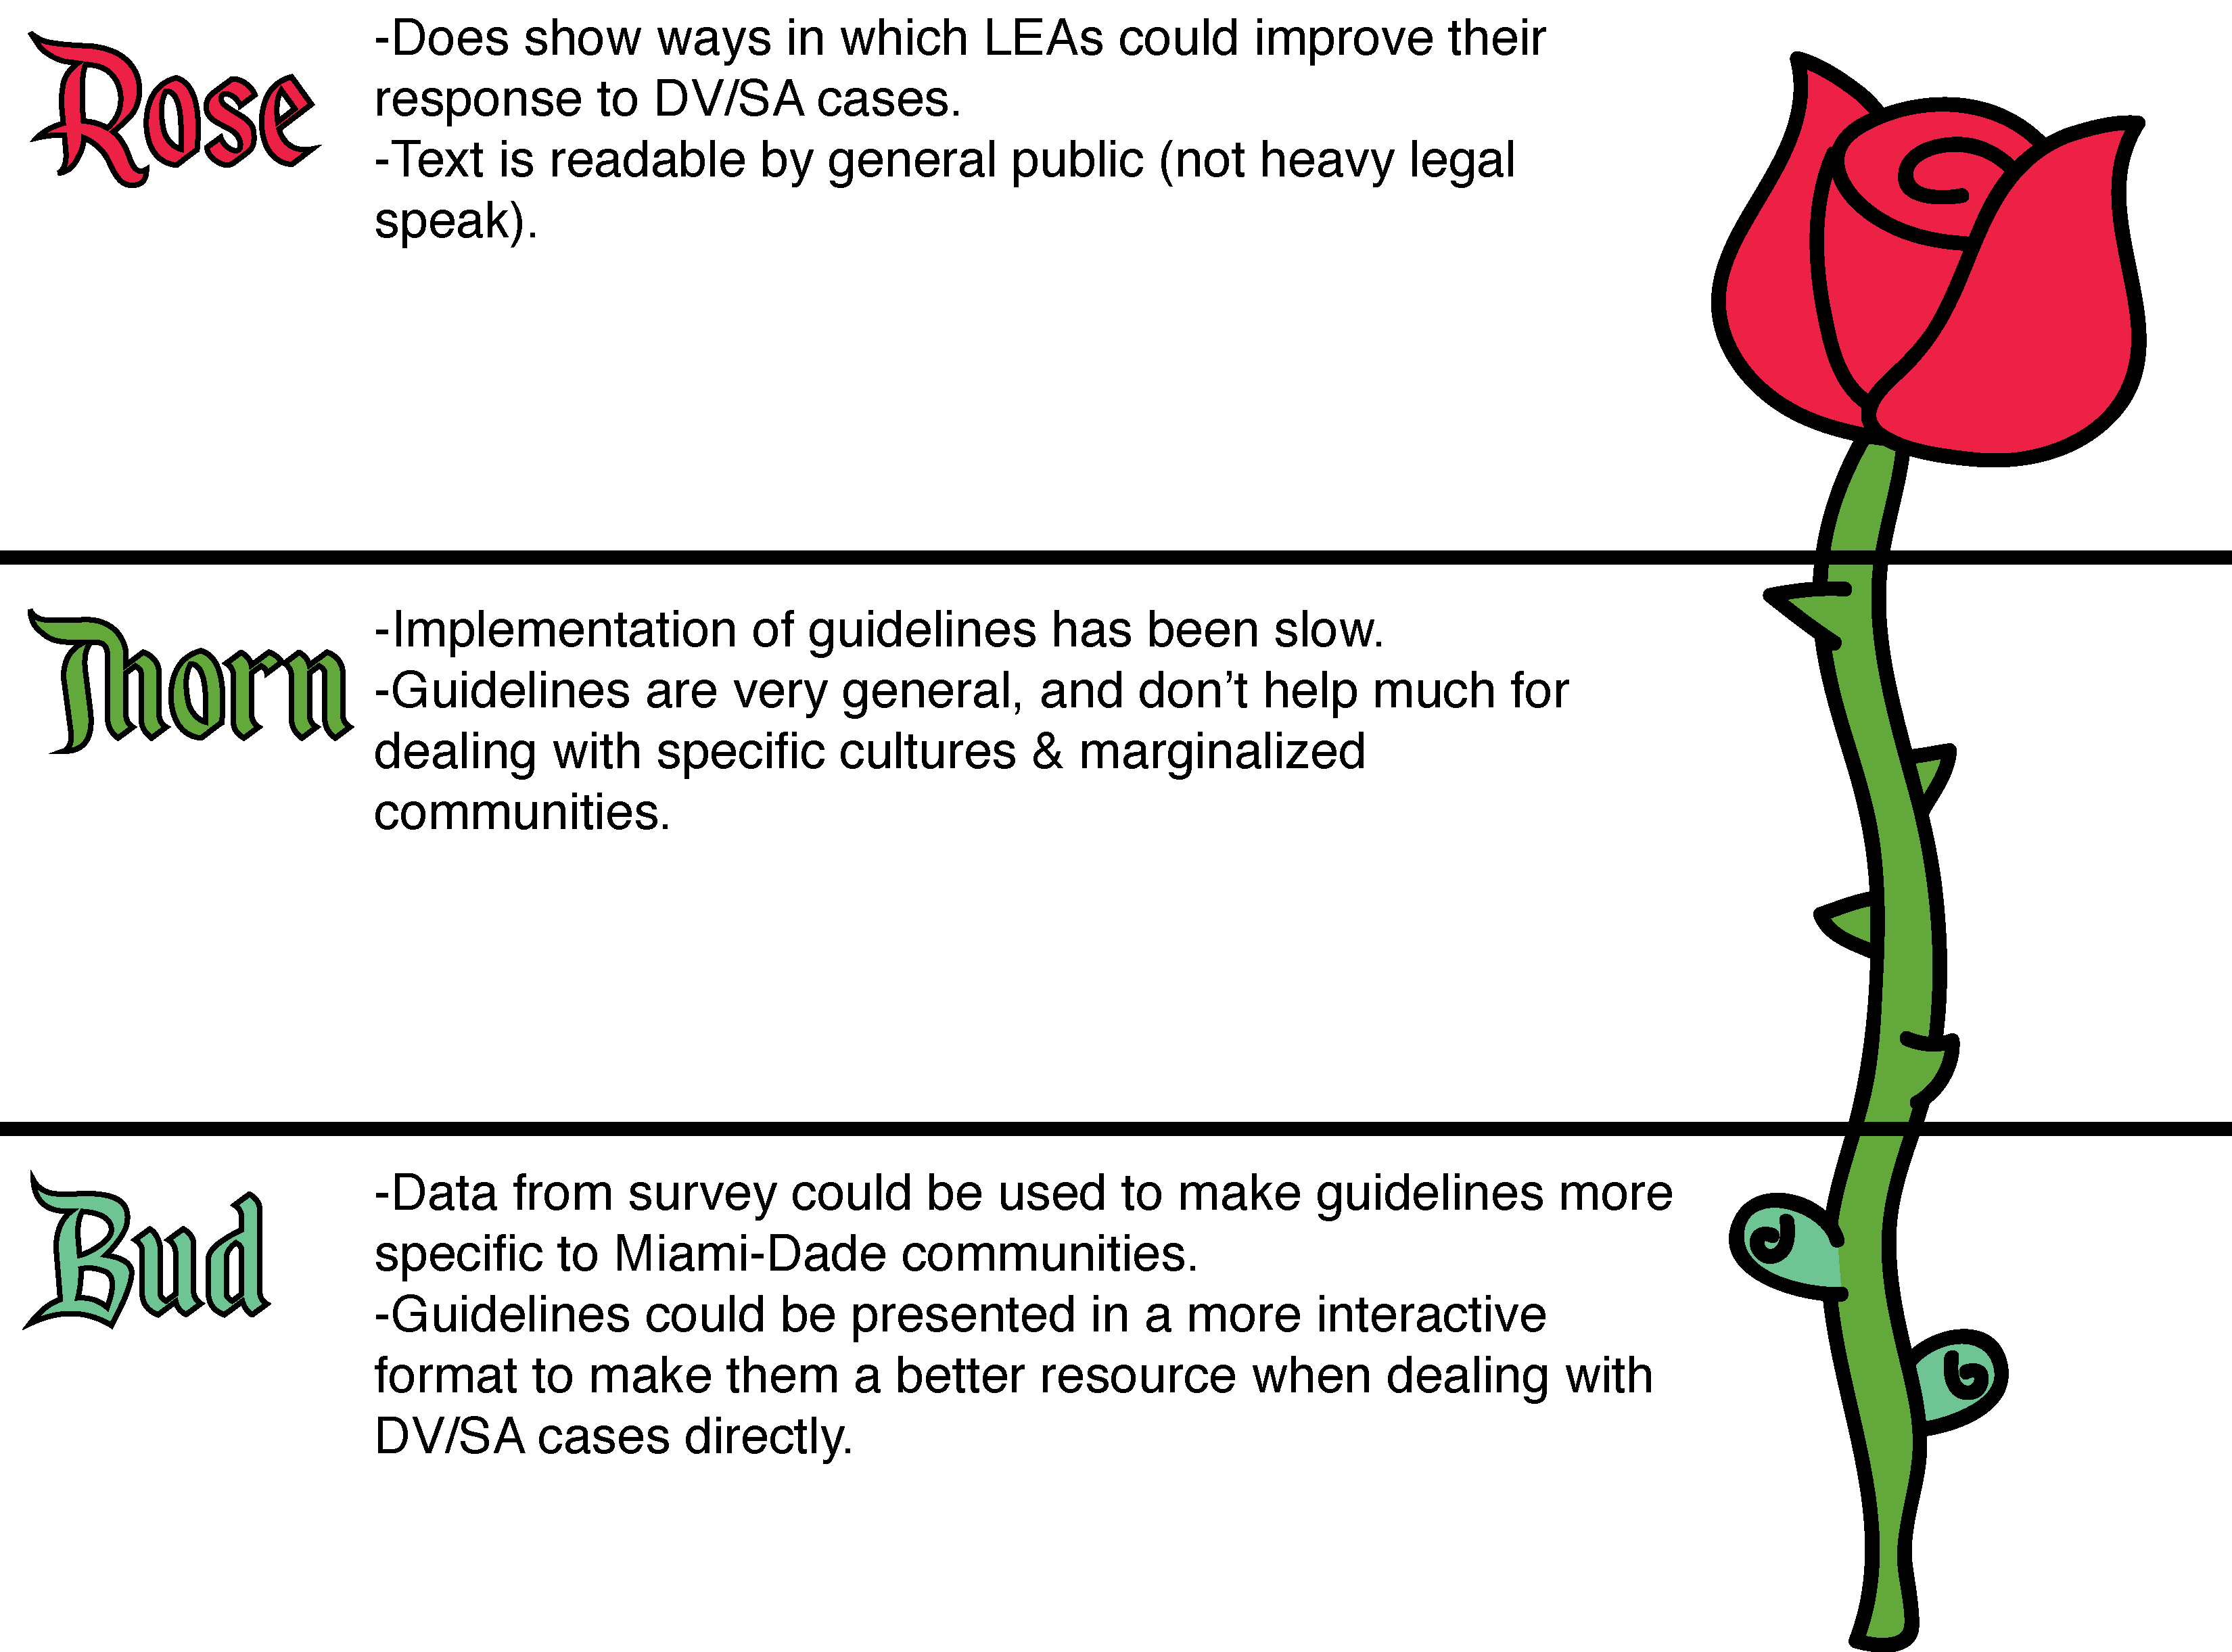 Rose
-Does show ways in which LEAs could improve their
response to DV/SA cases.
-Text is readable by general public (not heavy legal
speak).
Thorn
-Implementation of guidelines has been slow.
-Guidelines are very general, and don’t help much for
dealing with specific cultures & marginalized
communities.
Bud
-Data from survey could be used to make guidelines more
specific to Miami-Dade communities.
-Guidelines could be presented in a more interactive
format to make them a better resource when dealing with
DV/SA cases directly.